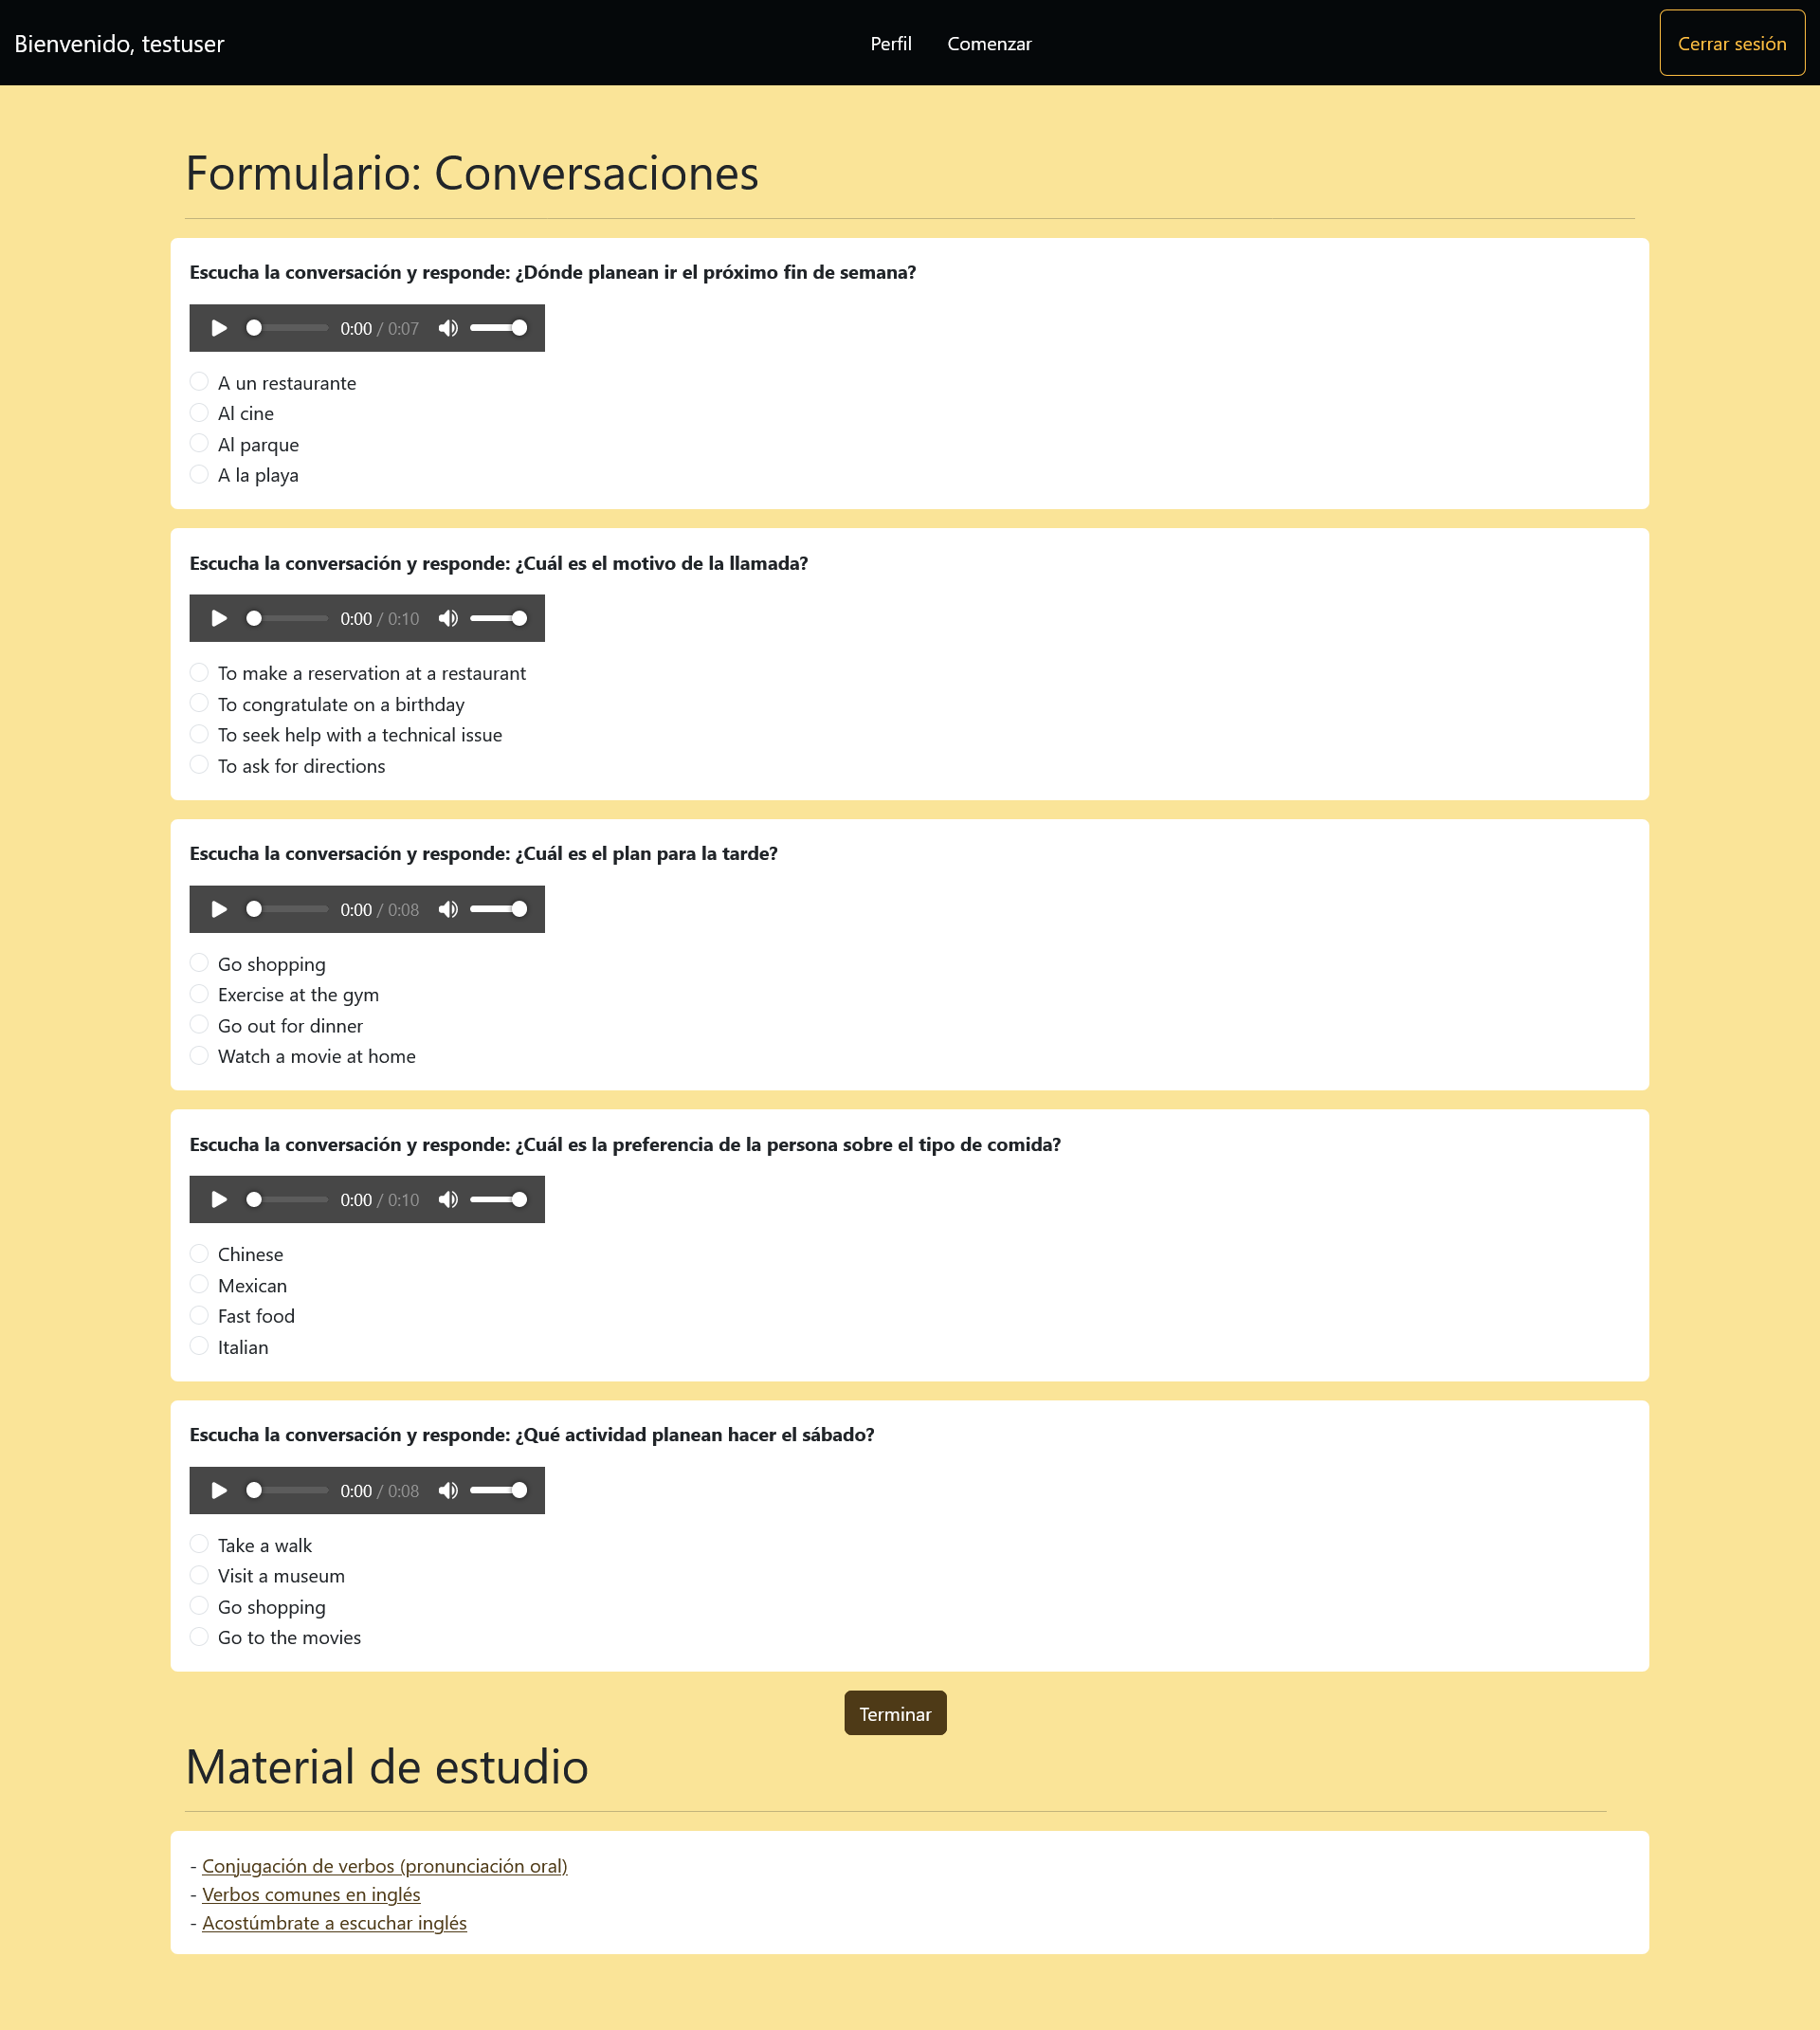 Bienvenido, testuser
Perfil
Comenzar
Cerrar sesión
Formulario: Conversaciones
Escucha la conversación y responde: ¿Dónde planean ir el próximo fin de semana?
0:00 / 0:07
A un restaurante
Al cine
Al parque
A la playa
Escucha la conversación y responde: ¿Cuál es el motivo de la llamada?
0:00 / 0:10
To make a reservation at a restaurant
To congratulate on a birthday
To seek help with a technical issue
To ask for directions
Escucha la conversación y responde: ¿Cuál es el plan para la tarde?
0:00 / 0:08
Go shopping
Exercise at the gym
Go out for dinner
Watch a movie at home
Escucha la conversación y responde: ¿Cuál es la preferencia de la persona sobre el tipo de comida?
0:00 / 0:10
Chinese
Mexican
Fast food
Italian
Escucha la conversación y responde: ¿Qué actividad planean hacer el sábado?
0:00 / 0:08
Take a walk
Visit a museum
Go shopping
Go to the movies
Terminar
Material de estudio
- Conjugación de verbos (pronunciación oral)
- Verbos comunes en inglés
- Acostúmbrate a escuchar inglés